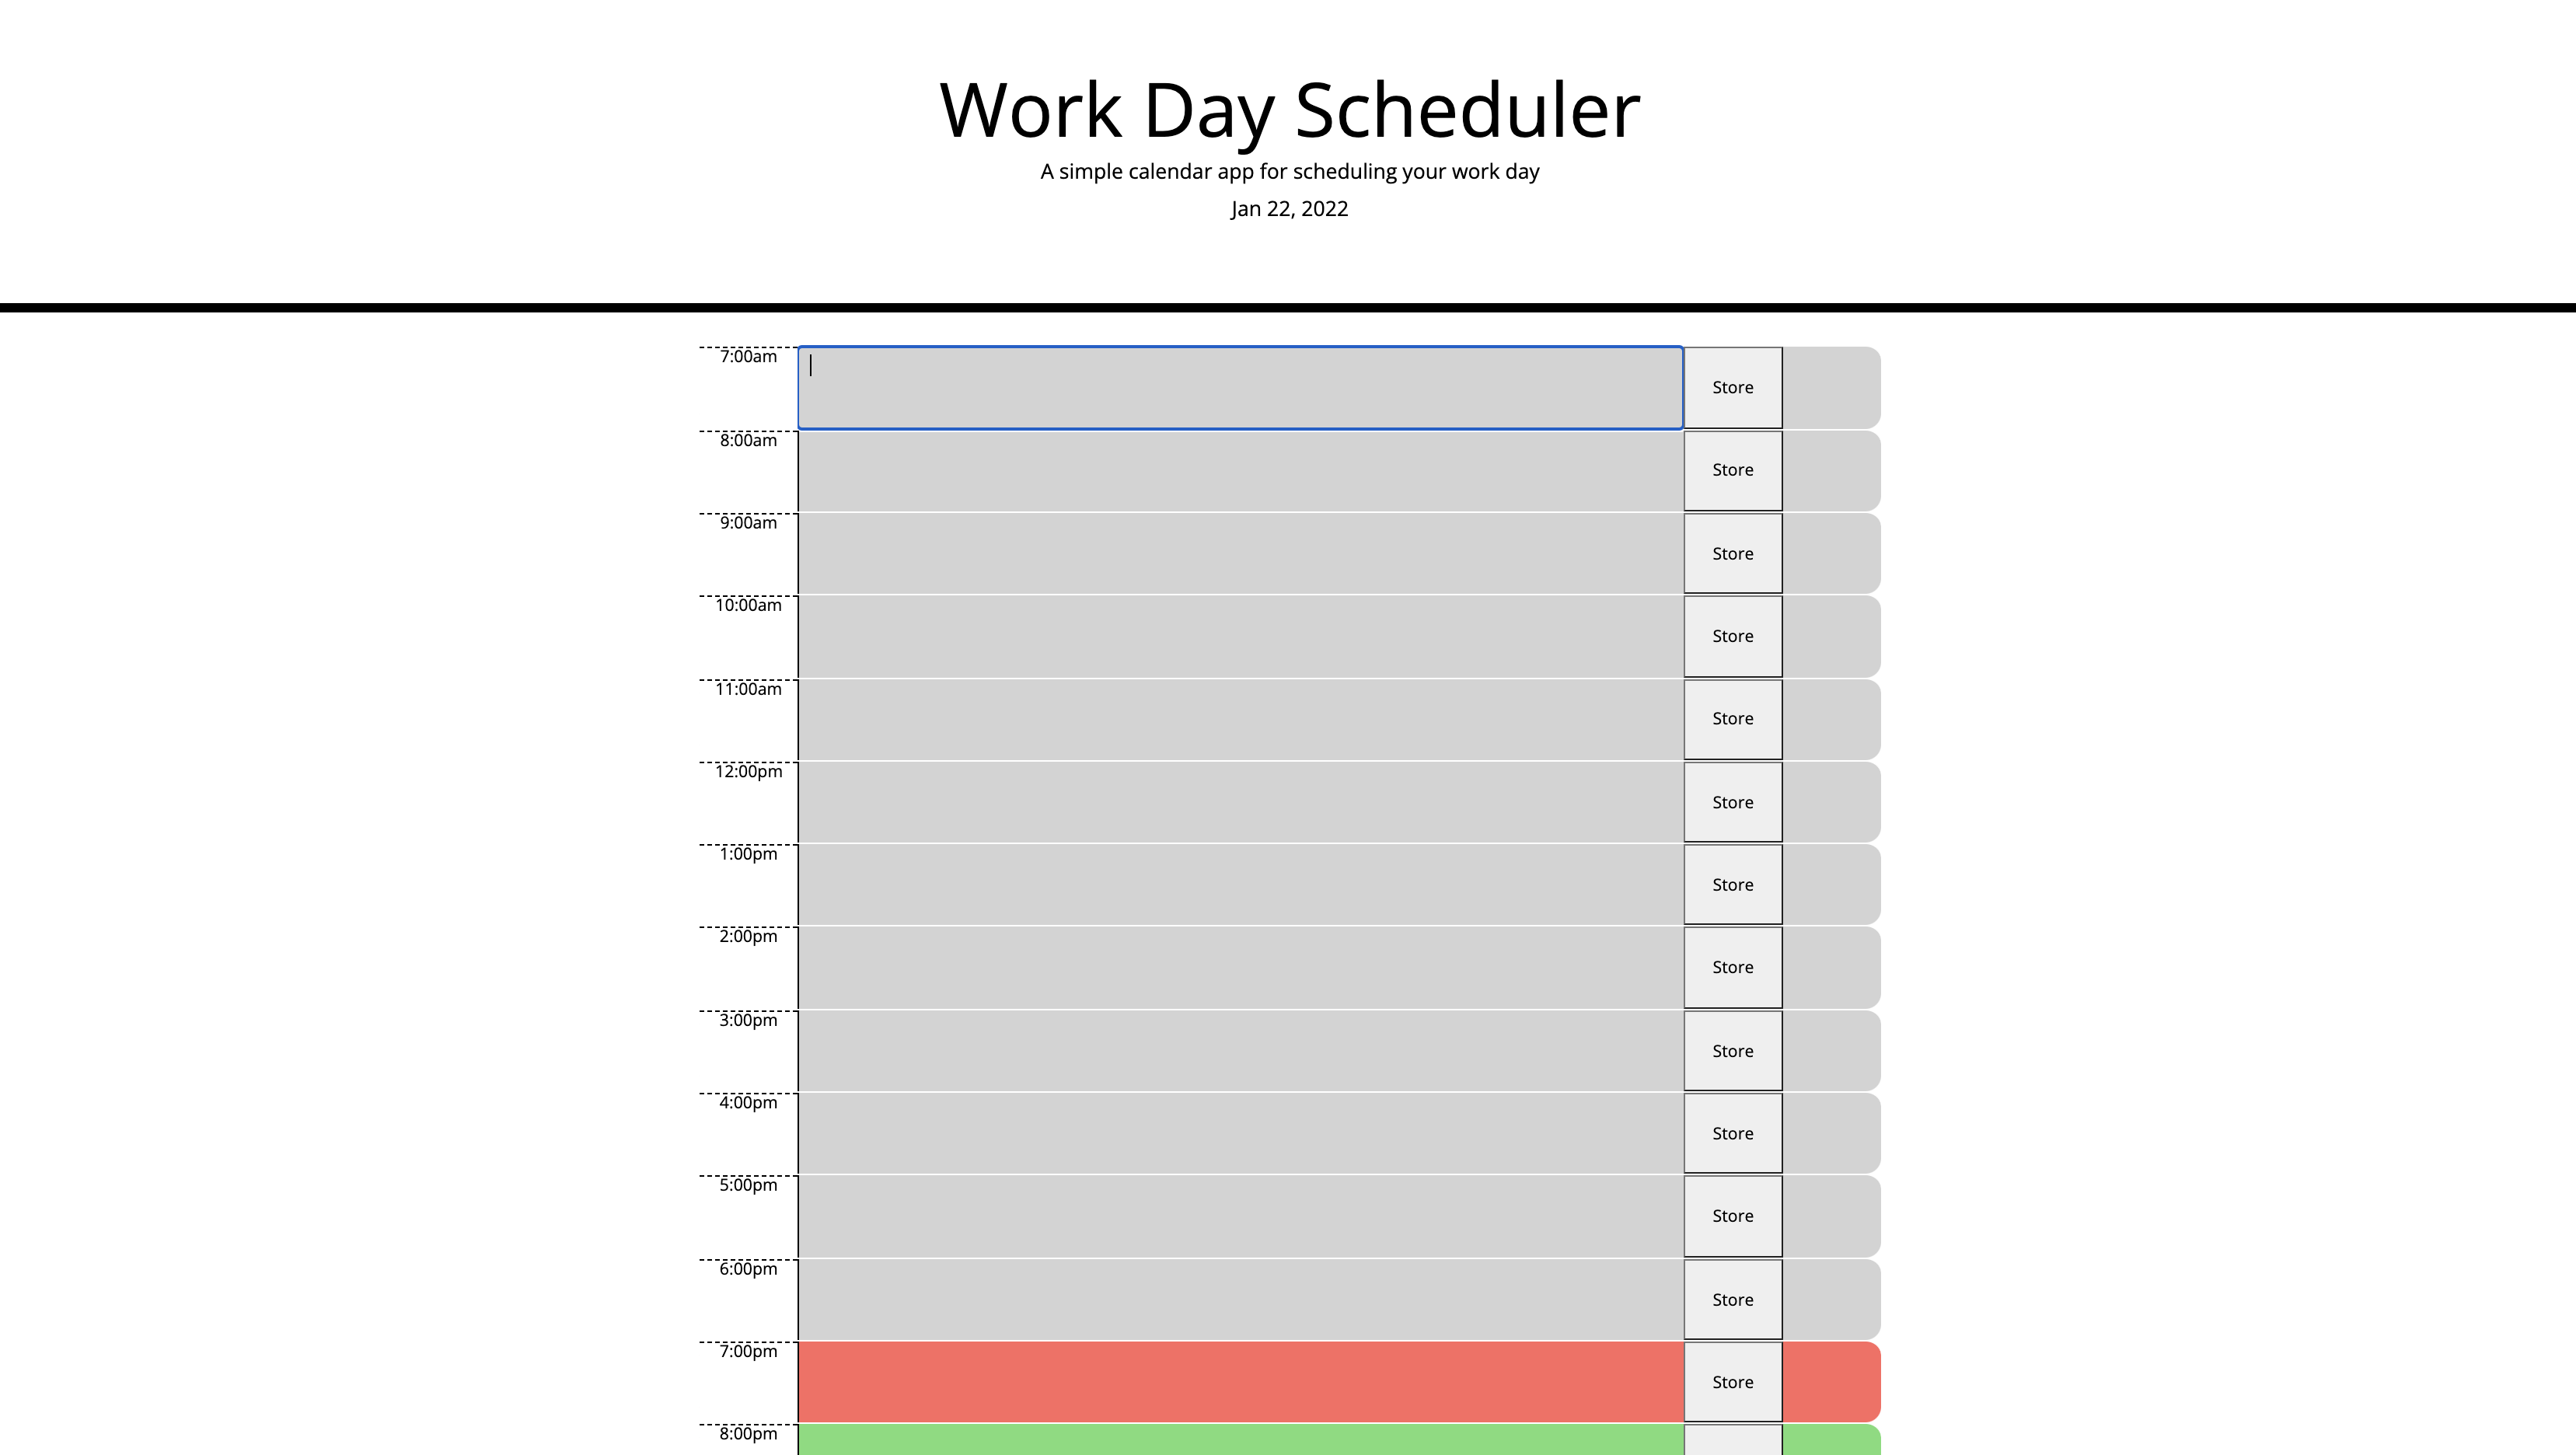 Work Day Scheduler
A simple calendar app for scheduling your work day
Jan 22, 2022
7:00am
Store
8:00am
Store
9:00am
Store
10:00am
Store
11:00am
Store
12:00pm
Store
1:00pm
Store
2:00pm
Store
3:00pm
Store
4:00pm
Store
5:00pm
Store
6:00pm
Store
7:00pm
Store
8:00pm